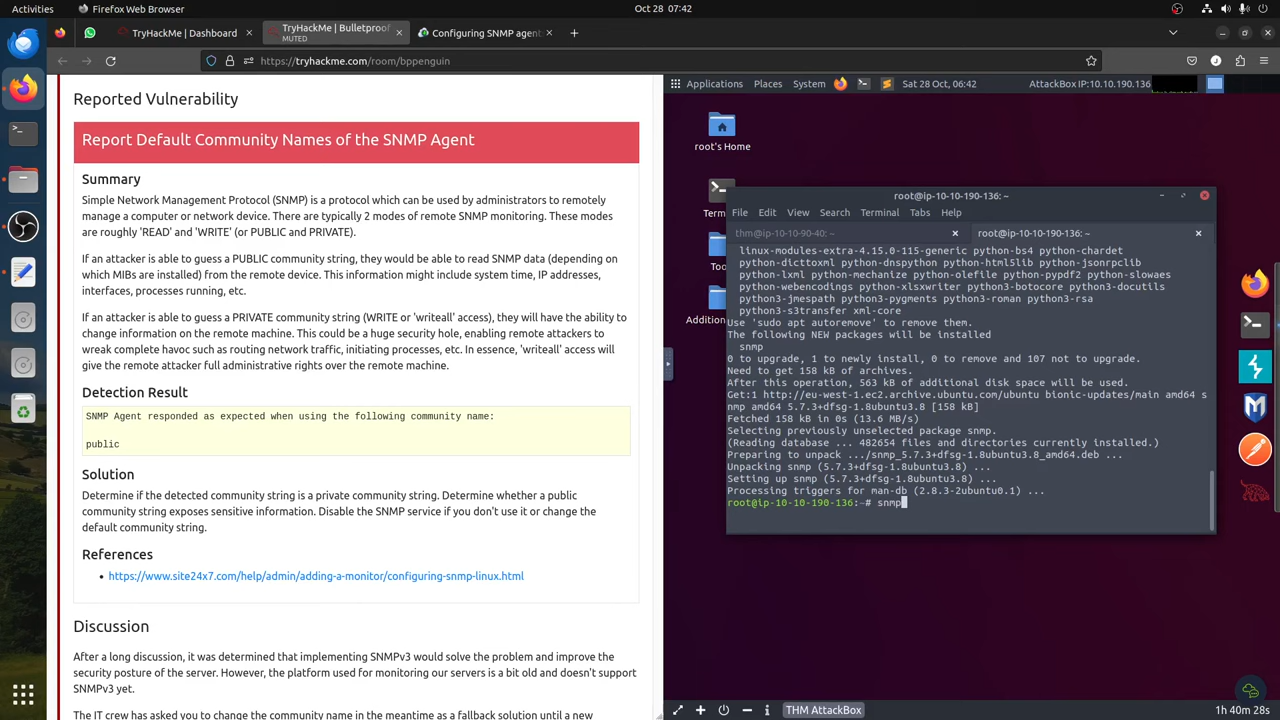 Activities
Firefox Web Browser
Oct 28 07:42
TryHackMe | Dashboard
TryHackMe | Bulletproof
MUTED
Configuring SNMP agent
https://tryhackme.com/room/bppenguin
Reported Vulnerability
Report Default Community Names of the SNMP Agent
Summary
Simple Network Management Protocol (SNMP) is a protocol which can be used by administrators to remotely
manage a computer or network device. There are typically 2 modes of remote SNMP monitoring. These modes
are roughly 'READ' and 'WRITE' (or PUBLIC and PRIVATE).
If an attacker is able to guess a PUBLIC community string, they would be able to read SNMP data (depending on
which MIBs are installed) from the remote device. This information might include system time, IP addresses,
interfaces, processes running, etc.
If an attacker is able to guess a PRIVATE community string (WRITE or 'writeall' access), they will have the ability to
change information on the remote machine. This could be a huge security hole, enabling remote attackers to
wreak complete havoc such as routing network traffic, initiating processes, etc. In essence, 'writeall' access will
give the remote attacker full administrative rights over the remote machine.
Detection Result
SNMP Agent responded as expected when using the following community name:
public
Solution
Determine if the detected community string is a private community string. Determine whether a public
community string exposes sensitive information. Disable the SNMP service if you don't use it or change the
default community string.
References
https://www.site24x7.com/help/admin/adding-a-monitor/configuring-snmp-linux.html
Discussion
After a long discussion, it was determined that implementing SNMPv3 would solve the problem and improve the
security posture of the server. However, the platform used for monitoring our servers is a bit old and doesn't support
SNMPv3 yet.
The IT crew has asked you to change the community name in the meantime as a fallback solution until a new
Applications Places System
Sat 28 Oct, 06:42
AttackBox IP:10.10.190.136
root's Home
Term
Too
Addition
root@ip-10-10-190-136: ~
File Edit View Search Terminal Tabs Help
thm@ip-10-10-90-40: ~
root@ip-10-10-190-136: ~
linux-modules-extra-4.15.0-115-generic python-bs4 python-chardet
python-dicttoxml python-dnspython python-html5lib python-jsonrpclib
python-lxml python-mechanize python-olefile python-pypdf2 python-slowaes
python-webencodings python-xlsxwriter python3-botocore python3-docutils
python3-jmespath python3-pygments python3-roman python3-rsa
python3-s3transfer xml-core
Use 'sudo apt autoremove' to remove them.
The following NEW packages will be installed
snmp
0 to upgrade, 1 to newly install, 0 to remove and 107 not to upgrade.
Need to get 158 kB of archives.
After this operation, 563 kB of additional disk space will be used.
Get:1 http://eu-west-1.ec2.archive.ubuntu.com/ubuntu bionic-updates/main amd64 s
nmp amd64 5.7.3+dfsg-1.8ubuntu3.8 [158 kB]
Fetched 158 kB in 0s (13.6 MB/s)
Selecting previously unselected package snmp.
(Reading database ... 482654 files and directories currently installed.)
Preparing to unpack .../snmp_5.7.3+dfsg-1.8ubuntu3.8_amd64.deb ...
Unpacking snmp (5.7.3+dfsg-1.8ubuntu3.8) ...
Setting up snmp (5.7.3+dfsg-1.8ubuntu3.8) ...
Processing triggers for man-db (2.8.3-2ubuntu0.1) ...
root@ip-10-10-190-136:~# snmp
THM AttackBox
1h 40m 28s